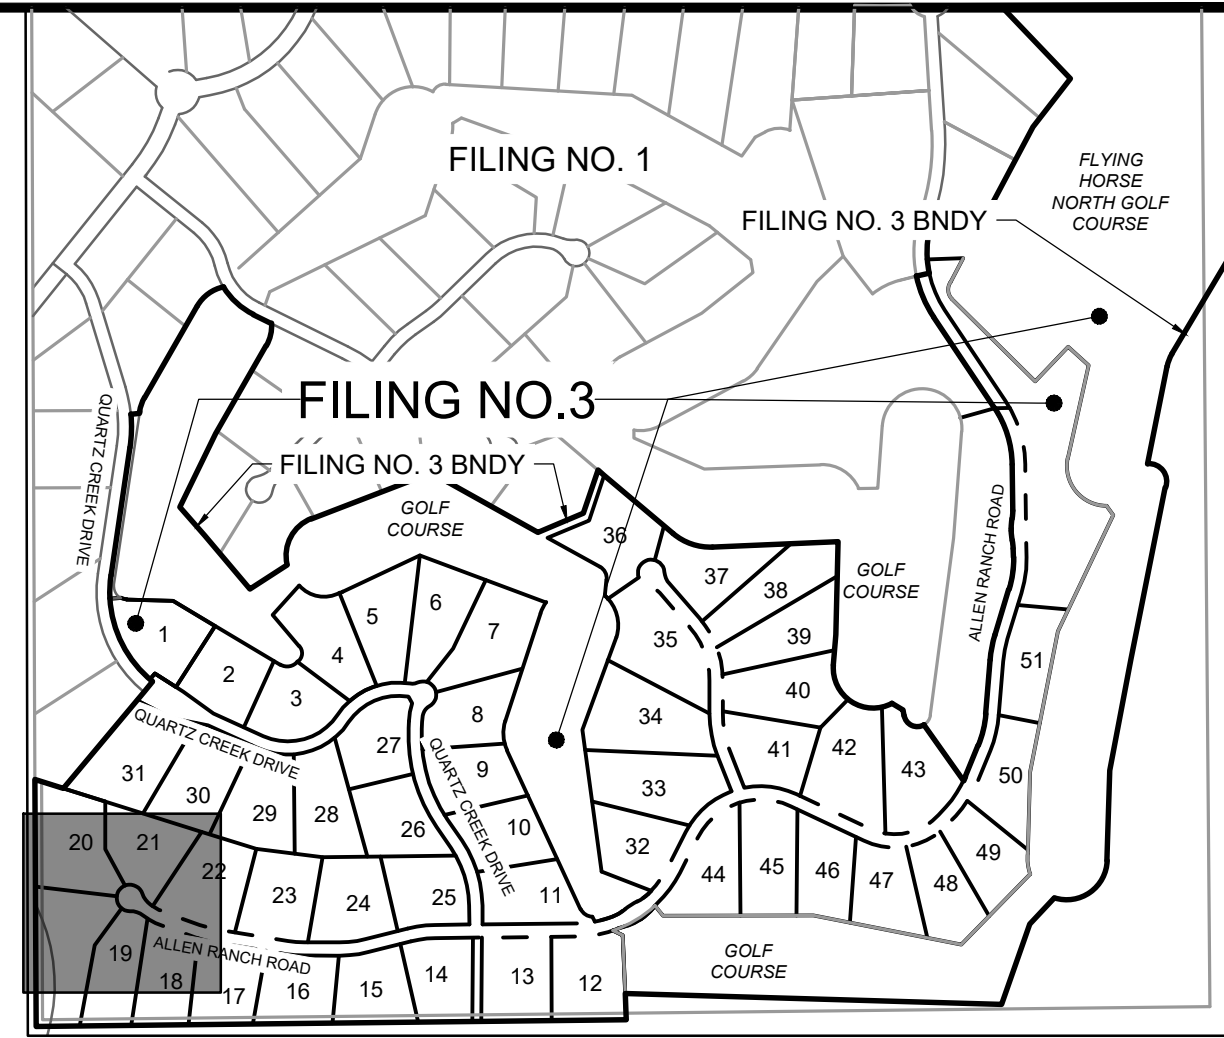 FILING NO. 1
FLYING
HORSE
NORTH GOLF
COURSE
FILING NO. 3 BNDY
FILING NO.3
QUARTZ CREEK DRIVE
FILING NO. 3 BNDY
GOLF
COURSE
ALLEN RANCH ROAD
36
37
38
GOLF
COURSE
5
6
7
39
35
1
4
51
2
3
40
34
8
QUARTZ CREEK DRIVE
27
QUARTZ CREEK DRIVE
41
42
43
50
9
31
30
33
29
28
26
10
20
21
32
49
22
44
45
46
47
48
23
24
25
11
19
ALLEN RANCH ROAD
GOLF
COURSE
18
17
16
15
14
13
12